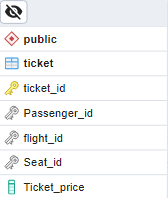 public
ticket
ticket_id
Passenger_id
flight_id
Seat_id
Ticket_price